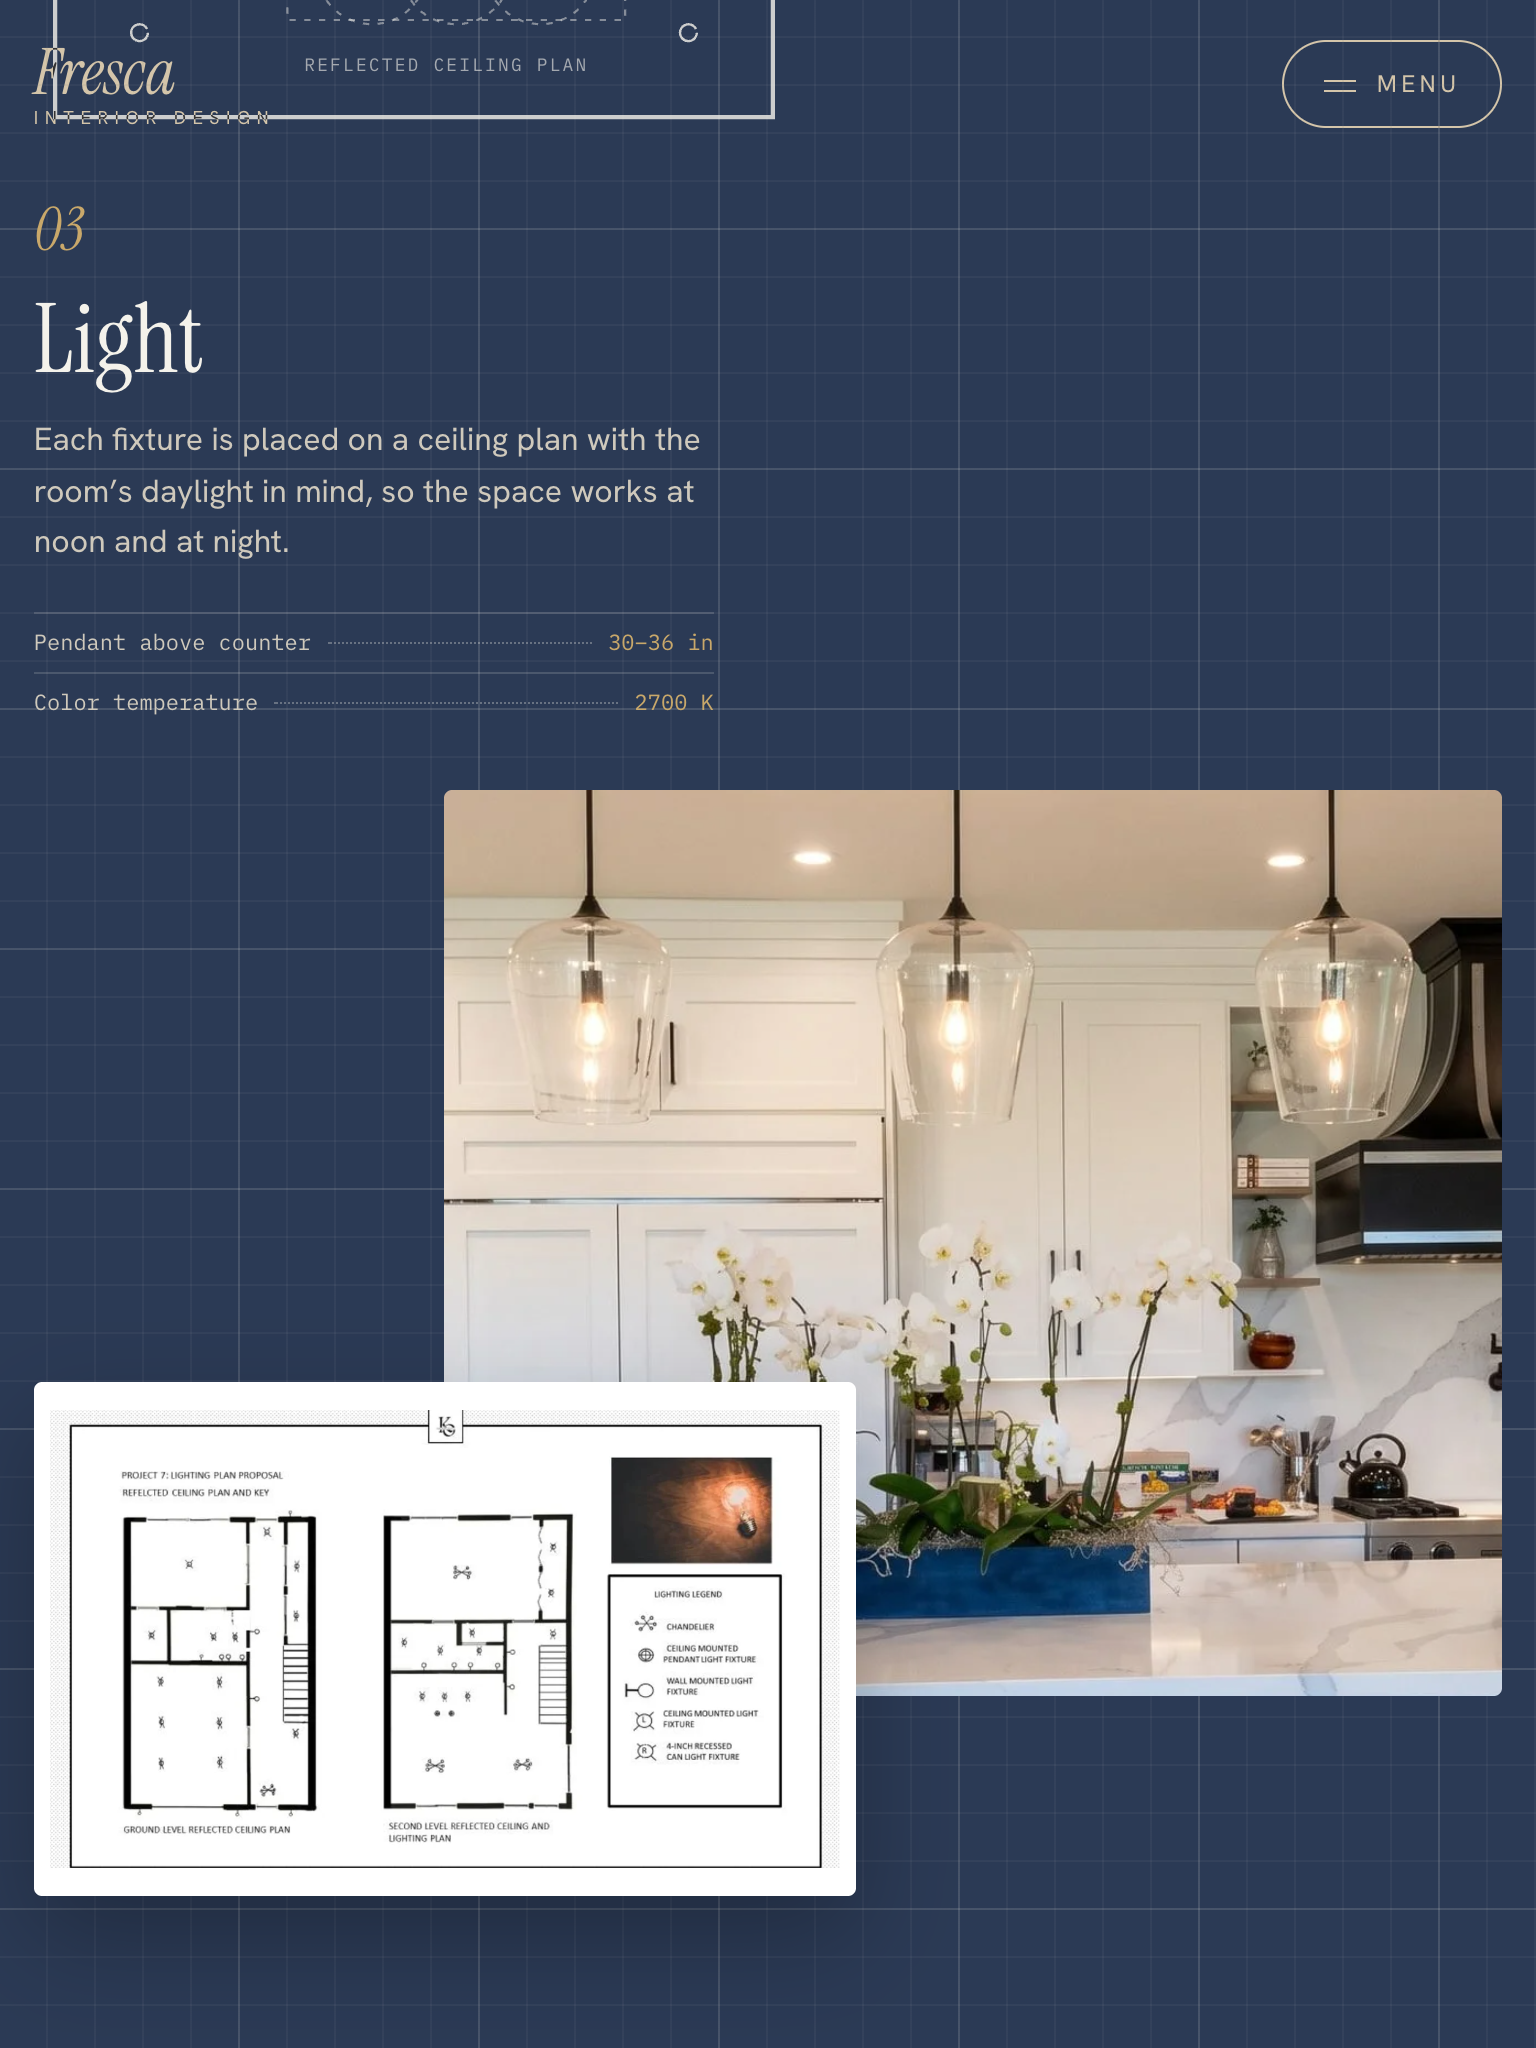 REFLECTED CEILING PLAN
Fresca
INTERIOR DESIGN
MENU
03
Light
Each fixture is placed on a ceiling plan with the
room’s daylight in mind, so the space works at
noon and at night.
Pendant above counter 30–36 in
Color temperature 2700 K
KG
PROJECT 7: LIGHTING PLAN PROPOSAL
REFELCTED CEILING PLAN AND KEY
LIGHTING LEGEND
CHANDELIER
CEILING MOUNTED
PENDANT LIGHT FIXTURE
WALL MOUNTED LIGHT
FIXTURE
L
CEILING MOUNTED LIGHT
FIXTURE
R
4-INCH RECESSED
CAN LIGHT FIXTURE
GROUND LEVEL REFLECTED CEILING PLAN
SECOND LEVEL REFLECTED CEILING AND
LIGHTING PLAN